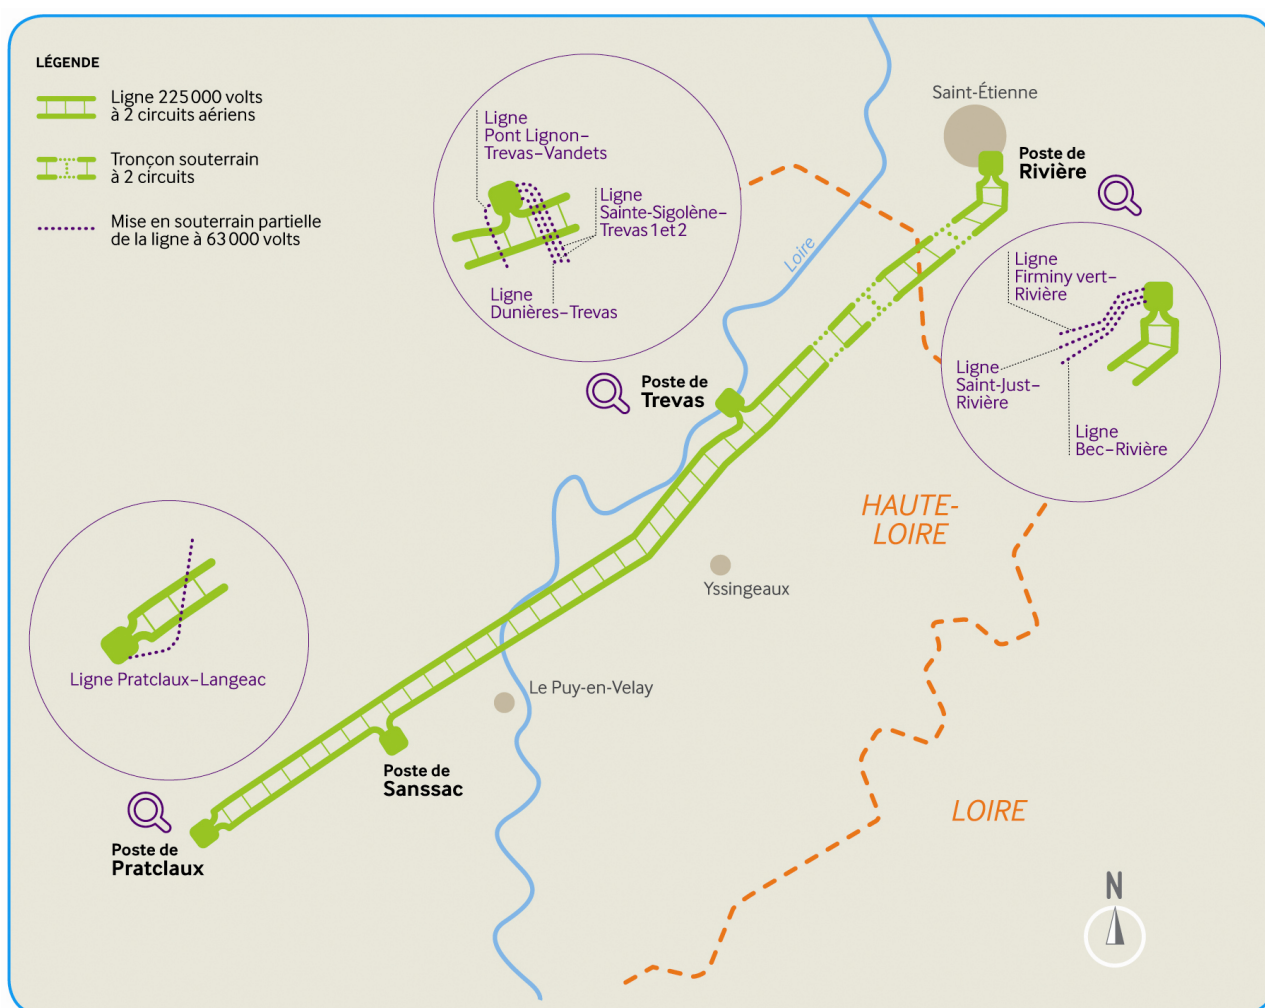 LÉGENDE
Ligne 225 000 volts
à 2 circuits aériens
Tronçon souterrain
à 2 circuits
Mise en souterrain partielle
de la ligne à 63 000 volts
Ligne
Pont Lignon–
Trevas–Vandets
Ligne
Sainte-Sigolène–
Trevas 1 et 2
Ligne
Dunières–Trevas
Saint-Étienne
Poste de
Rivière
Loire
Ligne
Firminy vert–
Rivière
Ligne
Saint-Just–
Rivière
Ligne
Bec–Rivière
Poste de
Trevas
HAUTE-
LOIRE
Yssingeaux
Ligne Pratclaux–Langeac
Le Puy-en-Velay
Poste de
Sanssac
LOIRE
Poste de
Pratclaux
N